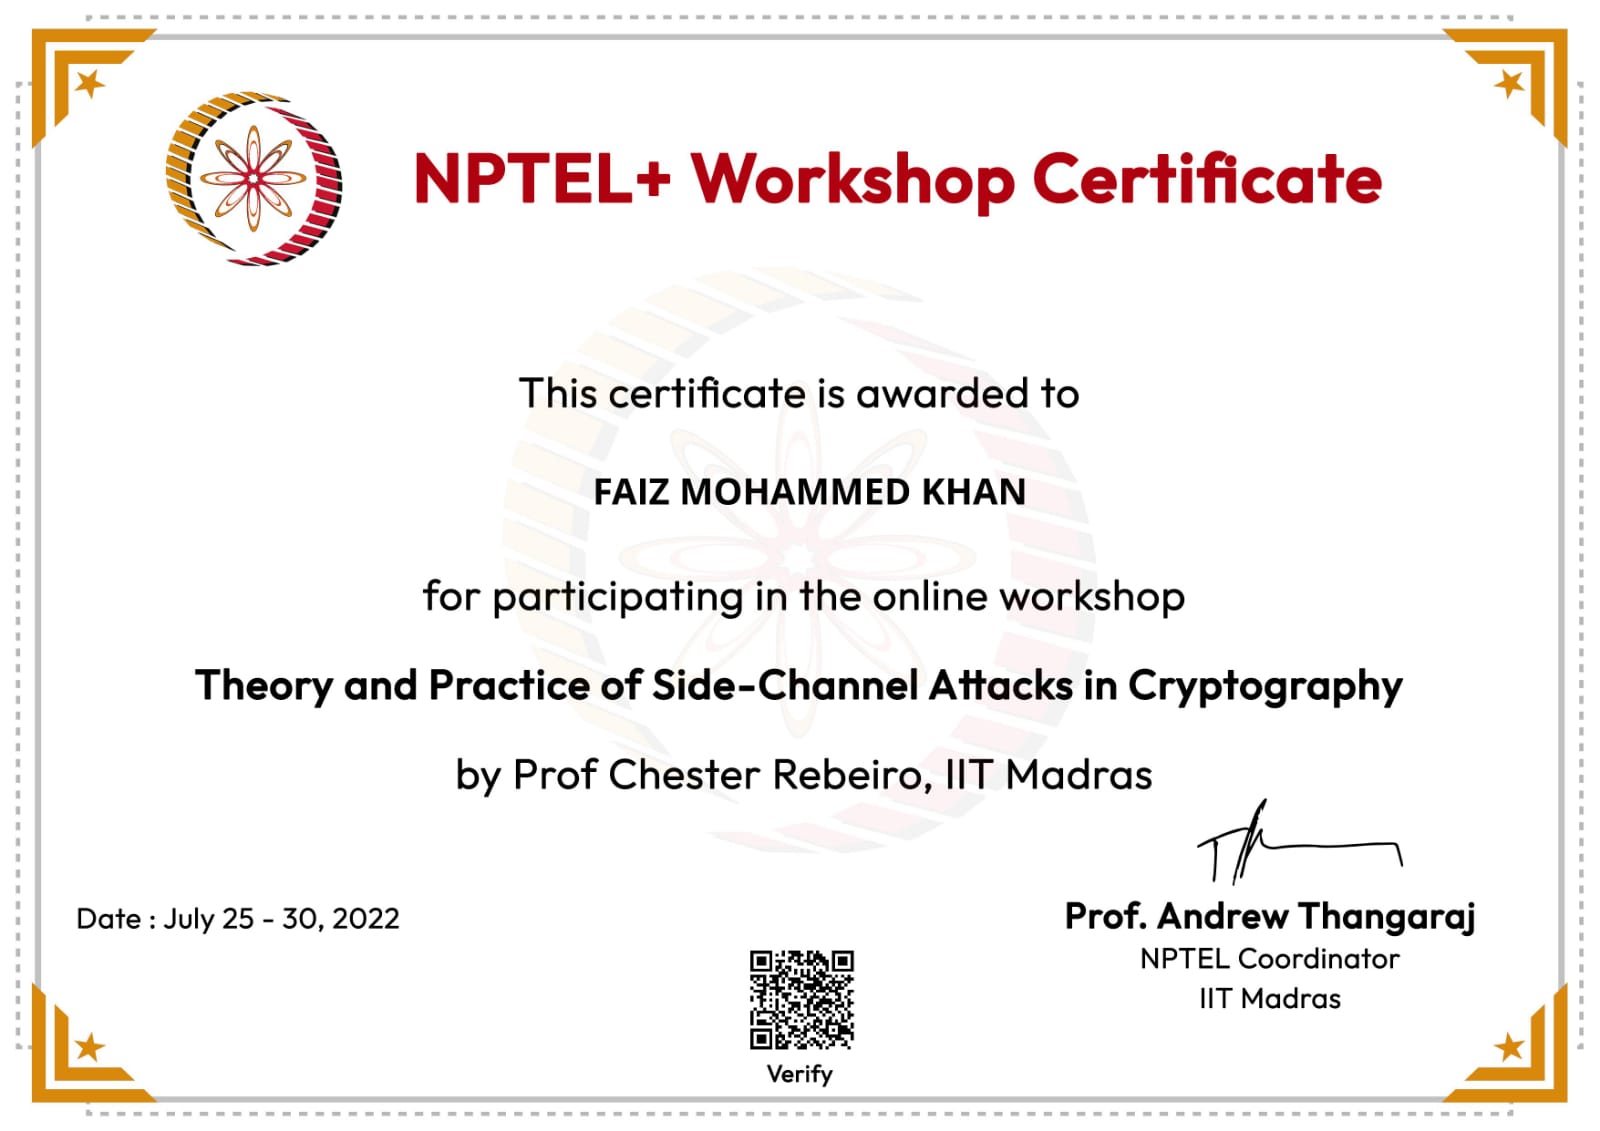 NPTEL+ Workshop Certificate
This certificate is awarded to
FAIZ MOHAMMED KHAN
for participating in the online workshop
Theory and Practice of Side-Channel Attacks in Cryptography
by Prof Chester Rebeiro, IIT Madras
Date : July 25 - 30, 2022
Prof. Andrew Thangaraj
NPTEL Coordinator
IIT Madras
Verify